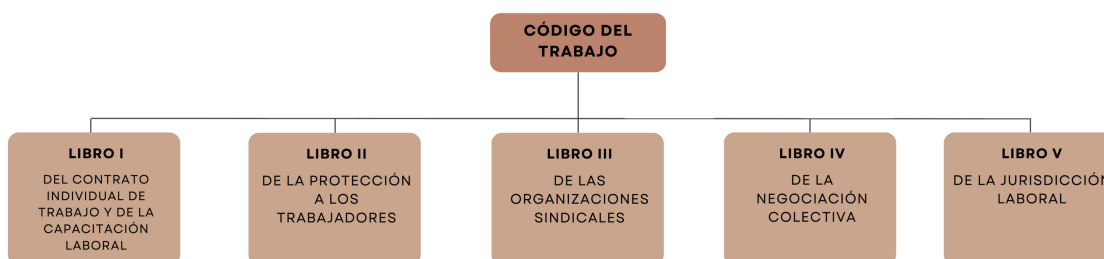 CÓDIGO DEL
TRABAJO
LIBRO I
DEL CONTRATO
INDIVIDUAL DE
TRABAJO Y DE LA
CAPACITACIÓN
LABORAL
LIBRO II
DE LA PROTECCIÓN
A LOS
TRABAJADORES
LIBRO III
DE LAS
ORGANIZACIONES
SINDICALES
LIBRO IV
DE LA
NEGOCIACIÓN
COLECTIVA
LIBRO V
DE LA JURISDICCIÓN
LABORAL